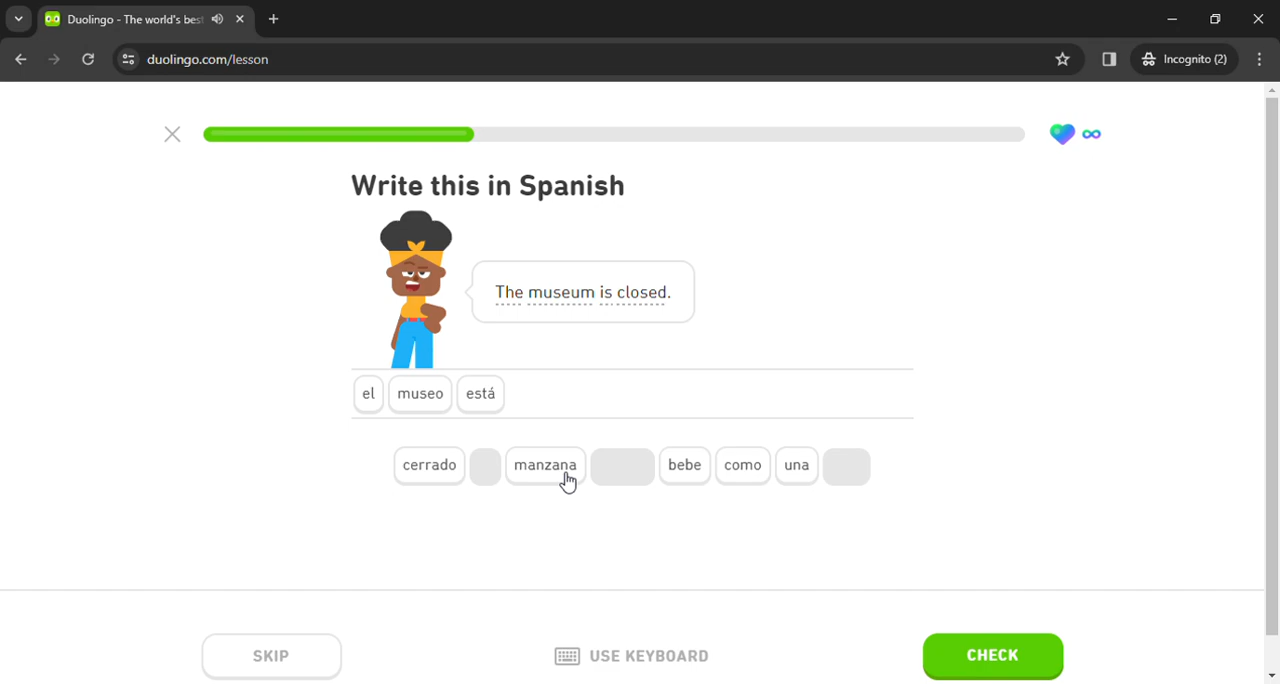 Duolingo - The world's bes
duolingo.com/lesson
Incognito (2)
Write this in Spanish
The museum is closed.
el museo está
cerrado manzana bebe como una
SKIP USE KEYBOARD CHECK